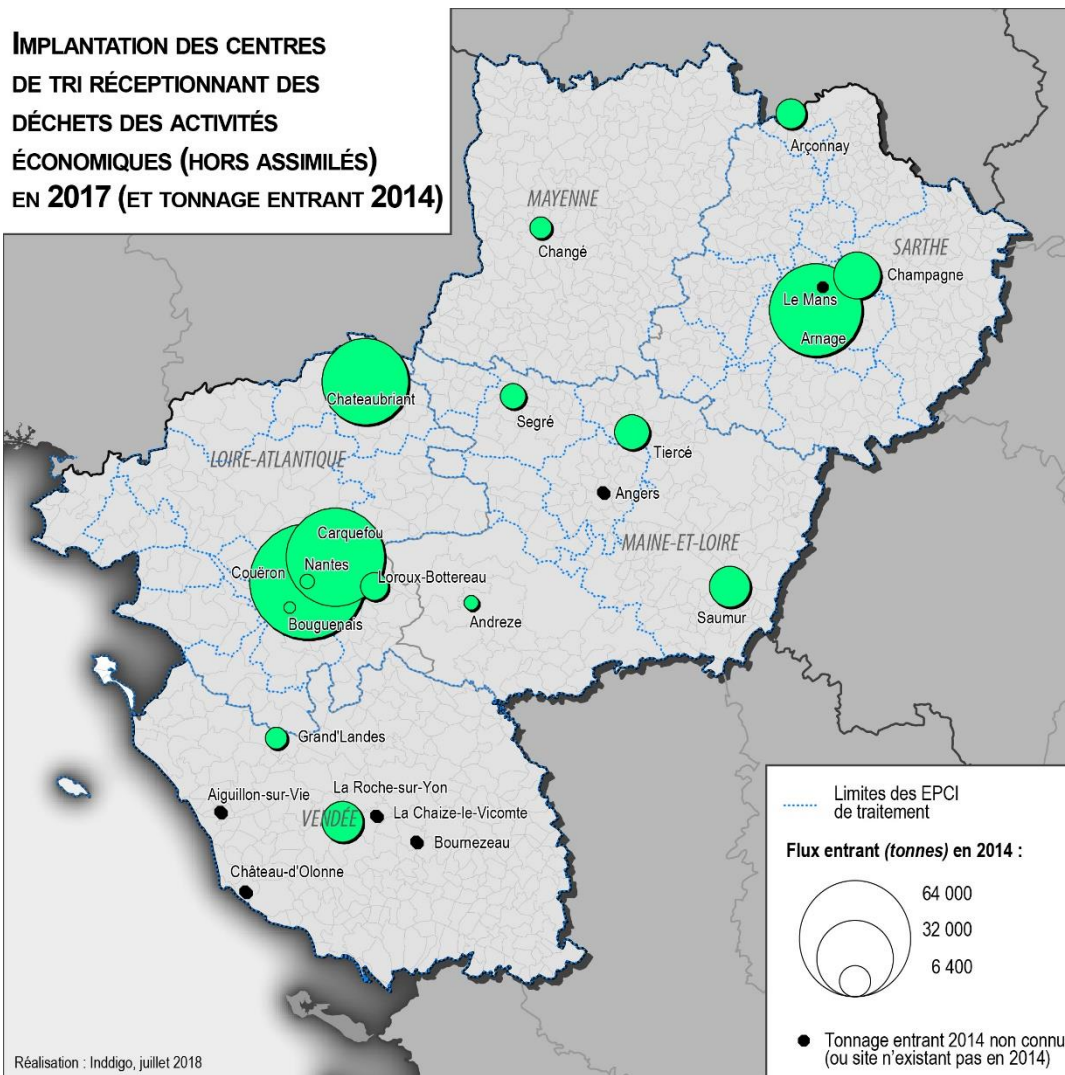 IMPLANTATION DES CENTRES
DE TRI RÉCEPTIONNANT DES
DÉCHETS DES ACTIVITÉS
ÉCONOMIQUES (HORS ASSIMILÉS)
EN 2017 (ET TONNAGE ENTRANT 2014)
Arçonnay
MAYENNE
Changé
SARTHE
Champagne
Le Mans
Arnage
Chateaubriant
Segré
Tiercé
LOIRE-ATLANTIQUE
Angers
MAINE-ET-LOIRE
Carquefou
Nantes
Couëron
Loroux-Bottereau
Bouguenais
Andreze
Saumur
Grand'Landes
La Roche-sur-Yon
Aiguillon-sur-Vie
VENDÉE
La Chaize-le-Vicomte
Bournezeau
Château-d'Olonne
Limites des EPCI
de traitement
Flux entrant (tonnes) en 2014 :
64 000
32 000
6 400
Tonnage entrant 2014 non connu
(ou site n'existant pas en 2014)
Réalisation : Inddigo, juillet 2018